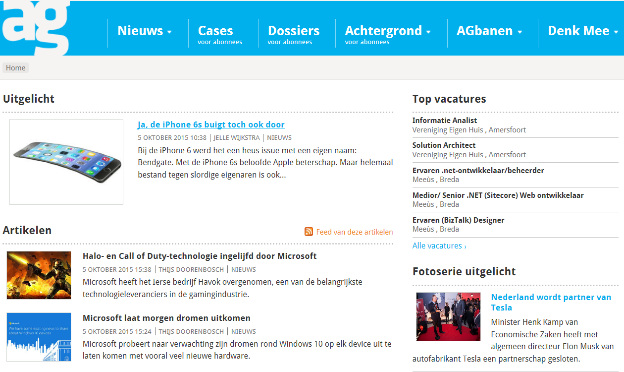 ag
Nieuws
Cases
voor abonnees
Dossiers
Achtergrond
voor abonnees
AGbanen
Denk Mee
Home
Uitgelicht
Ja, de iPhone 6s buigt toch ook door
5 OKTOBER 2015 10:38 | JELLE WIJKSTRA | NIEUWS
Bij de iPhone 6 werd het een heus issue met een eigen naam:
Bendgate. Met de iPhone 6s beloofde Apple beterschap. Maar helemaal
bestand tegen slordige eigenaren is ook...
Artikelen
Feed van deze artikelen
Halo- en Call of Duty-technologie ingelijfd door Microsoft
5 OKTOBER 2015 15:38 | THIJS DOORENBOSCH | NIEUWS
Microsoft heeft het Ierse bedrijf Havok overgenomen, een van de belangrijkste
technologieleveranciers in de gamingindustrie.
Microsoft laat morgen dromen uitkomen
5 OKTOBER 2015 15:24 | THIJS DOORENBOSCH | NIEUWS
Microsoft probeert naar verwachting zijn dromen rond Windows 10 op elk device uit te
laten komen met vooral veel nieuwe hardware.
Top vacatures
Informatie Analist
Vereniging Eigen Huis , Amersfoort
Solution Architect
Vereniging Eigen Huis , Amersfoort
Ervaren .net-ontwikkelaar/beheerder
Meeùs , Breda
Medior/ Senior .NET (Sitecore) Web ontwikkelaar
Meeùs , Breda
Ervaren (BizTalk) Designer
Meeùs , Breda
Alle vacatures ›
Fotoserie uitgelicht
Nederland wordt partner van
Tesla
Minister Henk Kamp van
Economische Zaken heeft met
algemeen directeur Elon Musk van
autofabrikant Tesla een partnerschap gesloten.